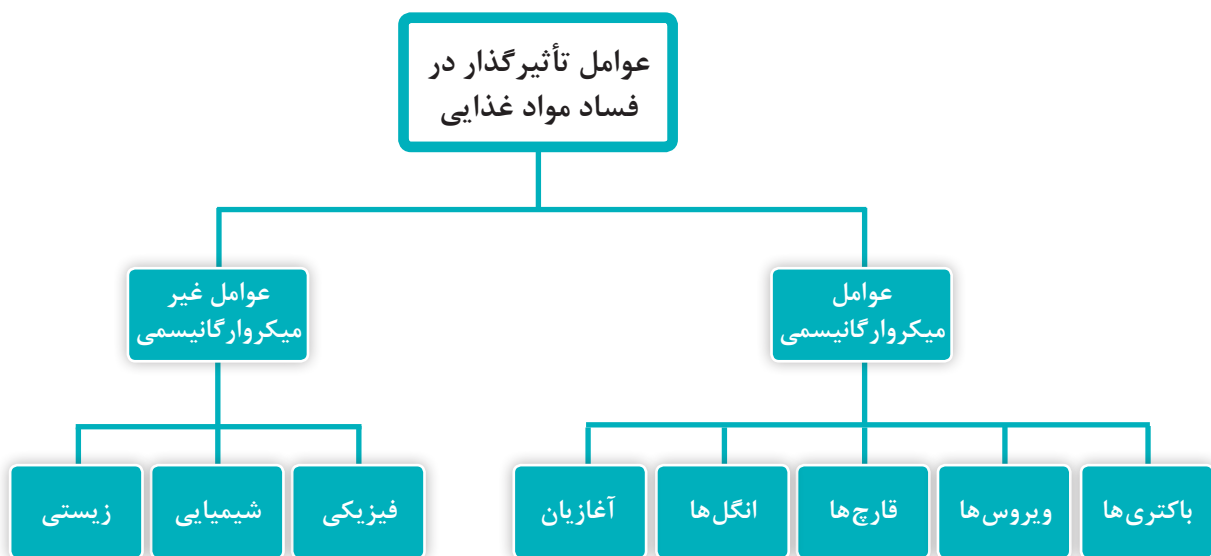 عوامل تأثیرگذار در
فساد مواد غذایی
عوامل
میکروارگانیسمی
عوامل غیر
میکروارگانیسمی
باکتری‌ها
ویروس‌ها
قارچ‌ها
انگل‌ها
آغازیان
فیزیکی
شیمیایی
زیستی